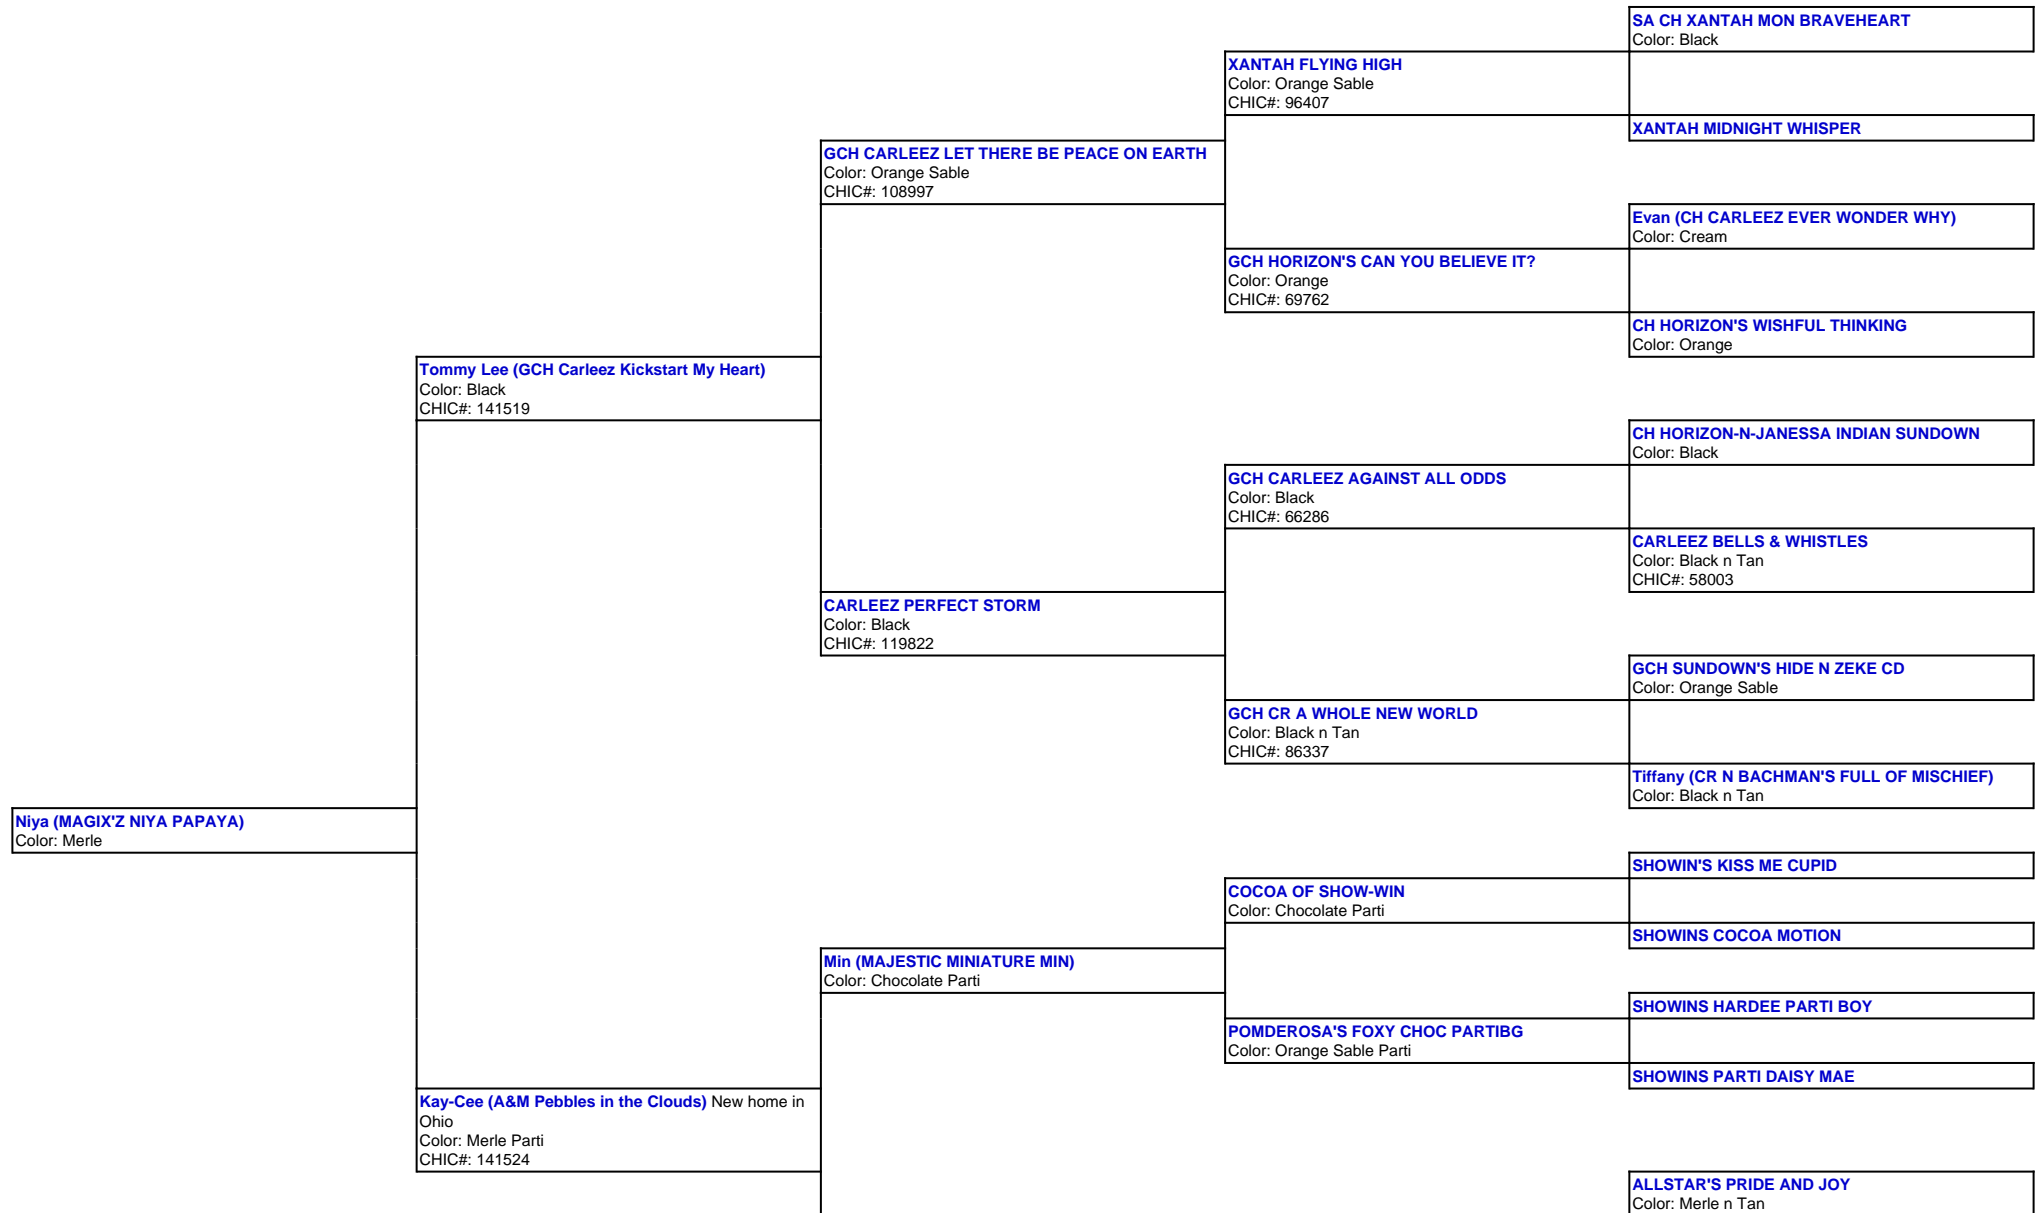 SA CH XANTAH MON BRAVEHEART
Color: Black
XANTAH FLYING HIGH
Color: Orange Sable
CHIC#: 96407
XANTAH MIDNIGHT WHISPER
GCH CARLEEZ LET THERE BE PEACE ON EARTH
Color: Orange Sable
CHIC#: 108997
Evan (CH CARLEEZ EVER WONDER WHY)
Color: Cream
GCH HORIZON'S CAN YOU BELIEVE IT?
Color: Orange
CHIC#: 69762
CH HORIZON'S WISHFUL THINKING
Color: Orange
Tommy Lee (GCH Carleez Kickstart My Heart)
Color: Black
CHIC#: 141519
CH HORIZON-N-JANESSA INDIAN SUNDOWN
Color: Black
GCH CARLEEZ AGAINST ALL ODDS
Color: Black
CHIC#: 66286
CARLEEZ BELLS & WHISTLES
Color: Black n Tan
CHIC#: 58003
CARLEEZ PERFECT STORM
Color: Black
CHIC#: 119822
GCH SUNDOWN'S HIDE N ZEKE CD
Color: Orange Sable
GCH CR A WHOLE NEW WORLD
Color: Black n Tan
CHIC#: 86337
Tiffany (CR N BACHMAN'S FULL OF MISCHIEF)
Color: Black n Tan
Niya (MAGIX'Z NIYA PAPAYA)
Color: Merle
SHOWIN'S KISS ME CUPID
COCOA OF SHOW-WIN
Color: Chocolate Parti
SHOWINS COCOA MOTION
Min (MAJESTIC MINIATURE MIN)
Color: Chocolate Parti
SHOWINS HARDEE PARTI BOY
POMDEROSA'S FOXY CHOC PARTIBG
Color: Orange Sable Parti
SHOWINS PARTI DAISY MAE
Kay-Cee (A&M Pebbles in the Clouds) New home in
Ohio
Color: Merle Parti
CHIC#: 141524
ALLSTAR'S PRIDE AND JOY
Color: Merle n Tan